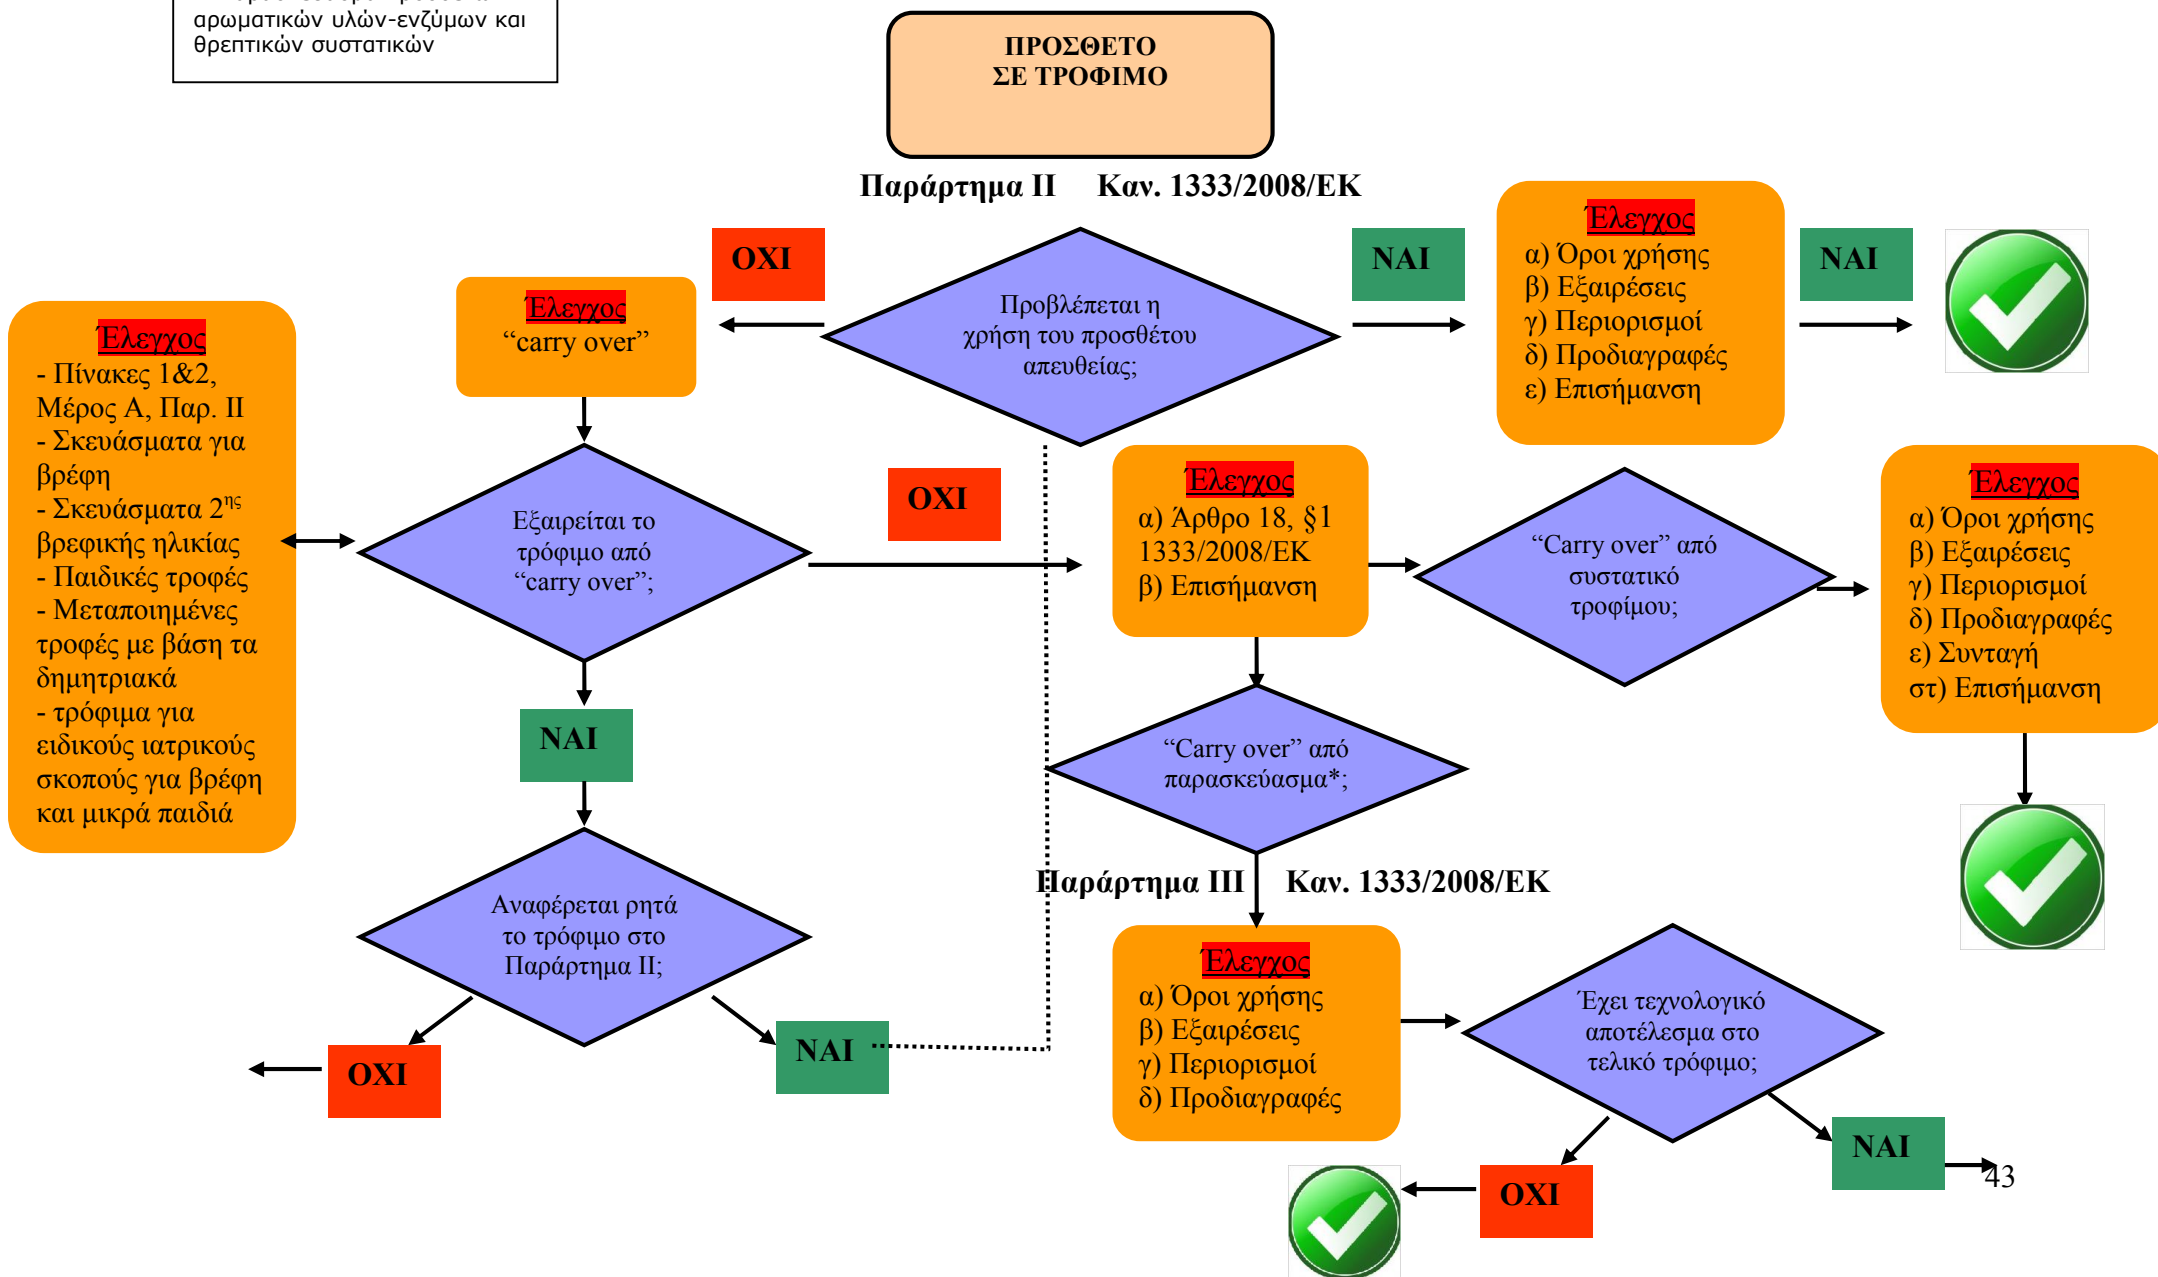 αρωματικών υλών-ενζύμων και
θρεπτικών συστατικών
ΠΡΟΣΘΕΤΟ
ΣΕ ΤΡΟΦΙΜΟ
Παράρτημα ΙΙ Καν. 1333/2008/ΕΚ
ΟΧΙ
Προβλέπεται η
χρήση του προσθέτου
απευθείας;
ΝΑΙ
Έλεγχος
α) Όροι χρήσης
β) Εξαιρέσεις
γ) Περιορισμοί
δ) Προδιαγραφές
ε) Επισήμανση
ΝΑΙ
Έλεγχος
“carry over”
Έλεγχος
- Πίνακες 1&2,
Μέρος Α, Παρ. ΙΙ
- Σκευάσματα για
βρέφη
- Σκευάσματα 2ης
βρεφικής ηλικίας
- Παιδικές τροφές
- Μεταποιημένες
τροφές με βάση τα
δημητριακά
- τρόφιμα για
ειδικούς ιατρικούς
σκοπούς για βρέφη
και μικρά παιδιά
Εξαιρείται το
τρόφιμο από
“carry over”;
ΟΧΙ
Έλεγχος
α) Άρθρο 18, §1
1333/2008/ΕΚ
β) Επισήμανση
“Carry over” από
συστατικό
τροφίμου;
Έλεγχος
α) Όροι χρήσης
β) Εξαιρέσεις
γ) Περιορισμοί
δ) Προδιαγραφές
ε) Συνταγή
στ) Επισήμανση
ΝΑΙ
“Carry over” από
παρασκεύασμα*;
Παράρτημα ΙΙΙ Καν. 1333/2008/ΕΚ
Αναφέρεται ρητά
το τρόφιμο στο
Παράρτημα ΙΙ;
ΟΧΙ
ΝΑΙ
Έλεγχος
α) Όροι χρήσης
β) Εξαιρέσεις
γ) Περιορισμοί
δ) Προδιαγραφές
Έχει τεχνολογικό
αποτέλεσμα στο
τελικό τρόφιμο;
ΟΧΙ
ΝΑΙ
43